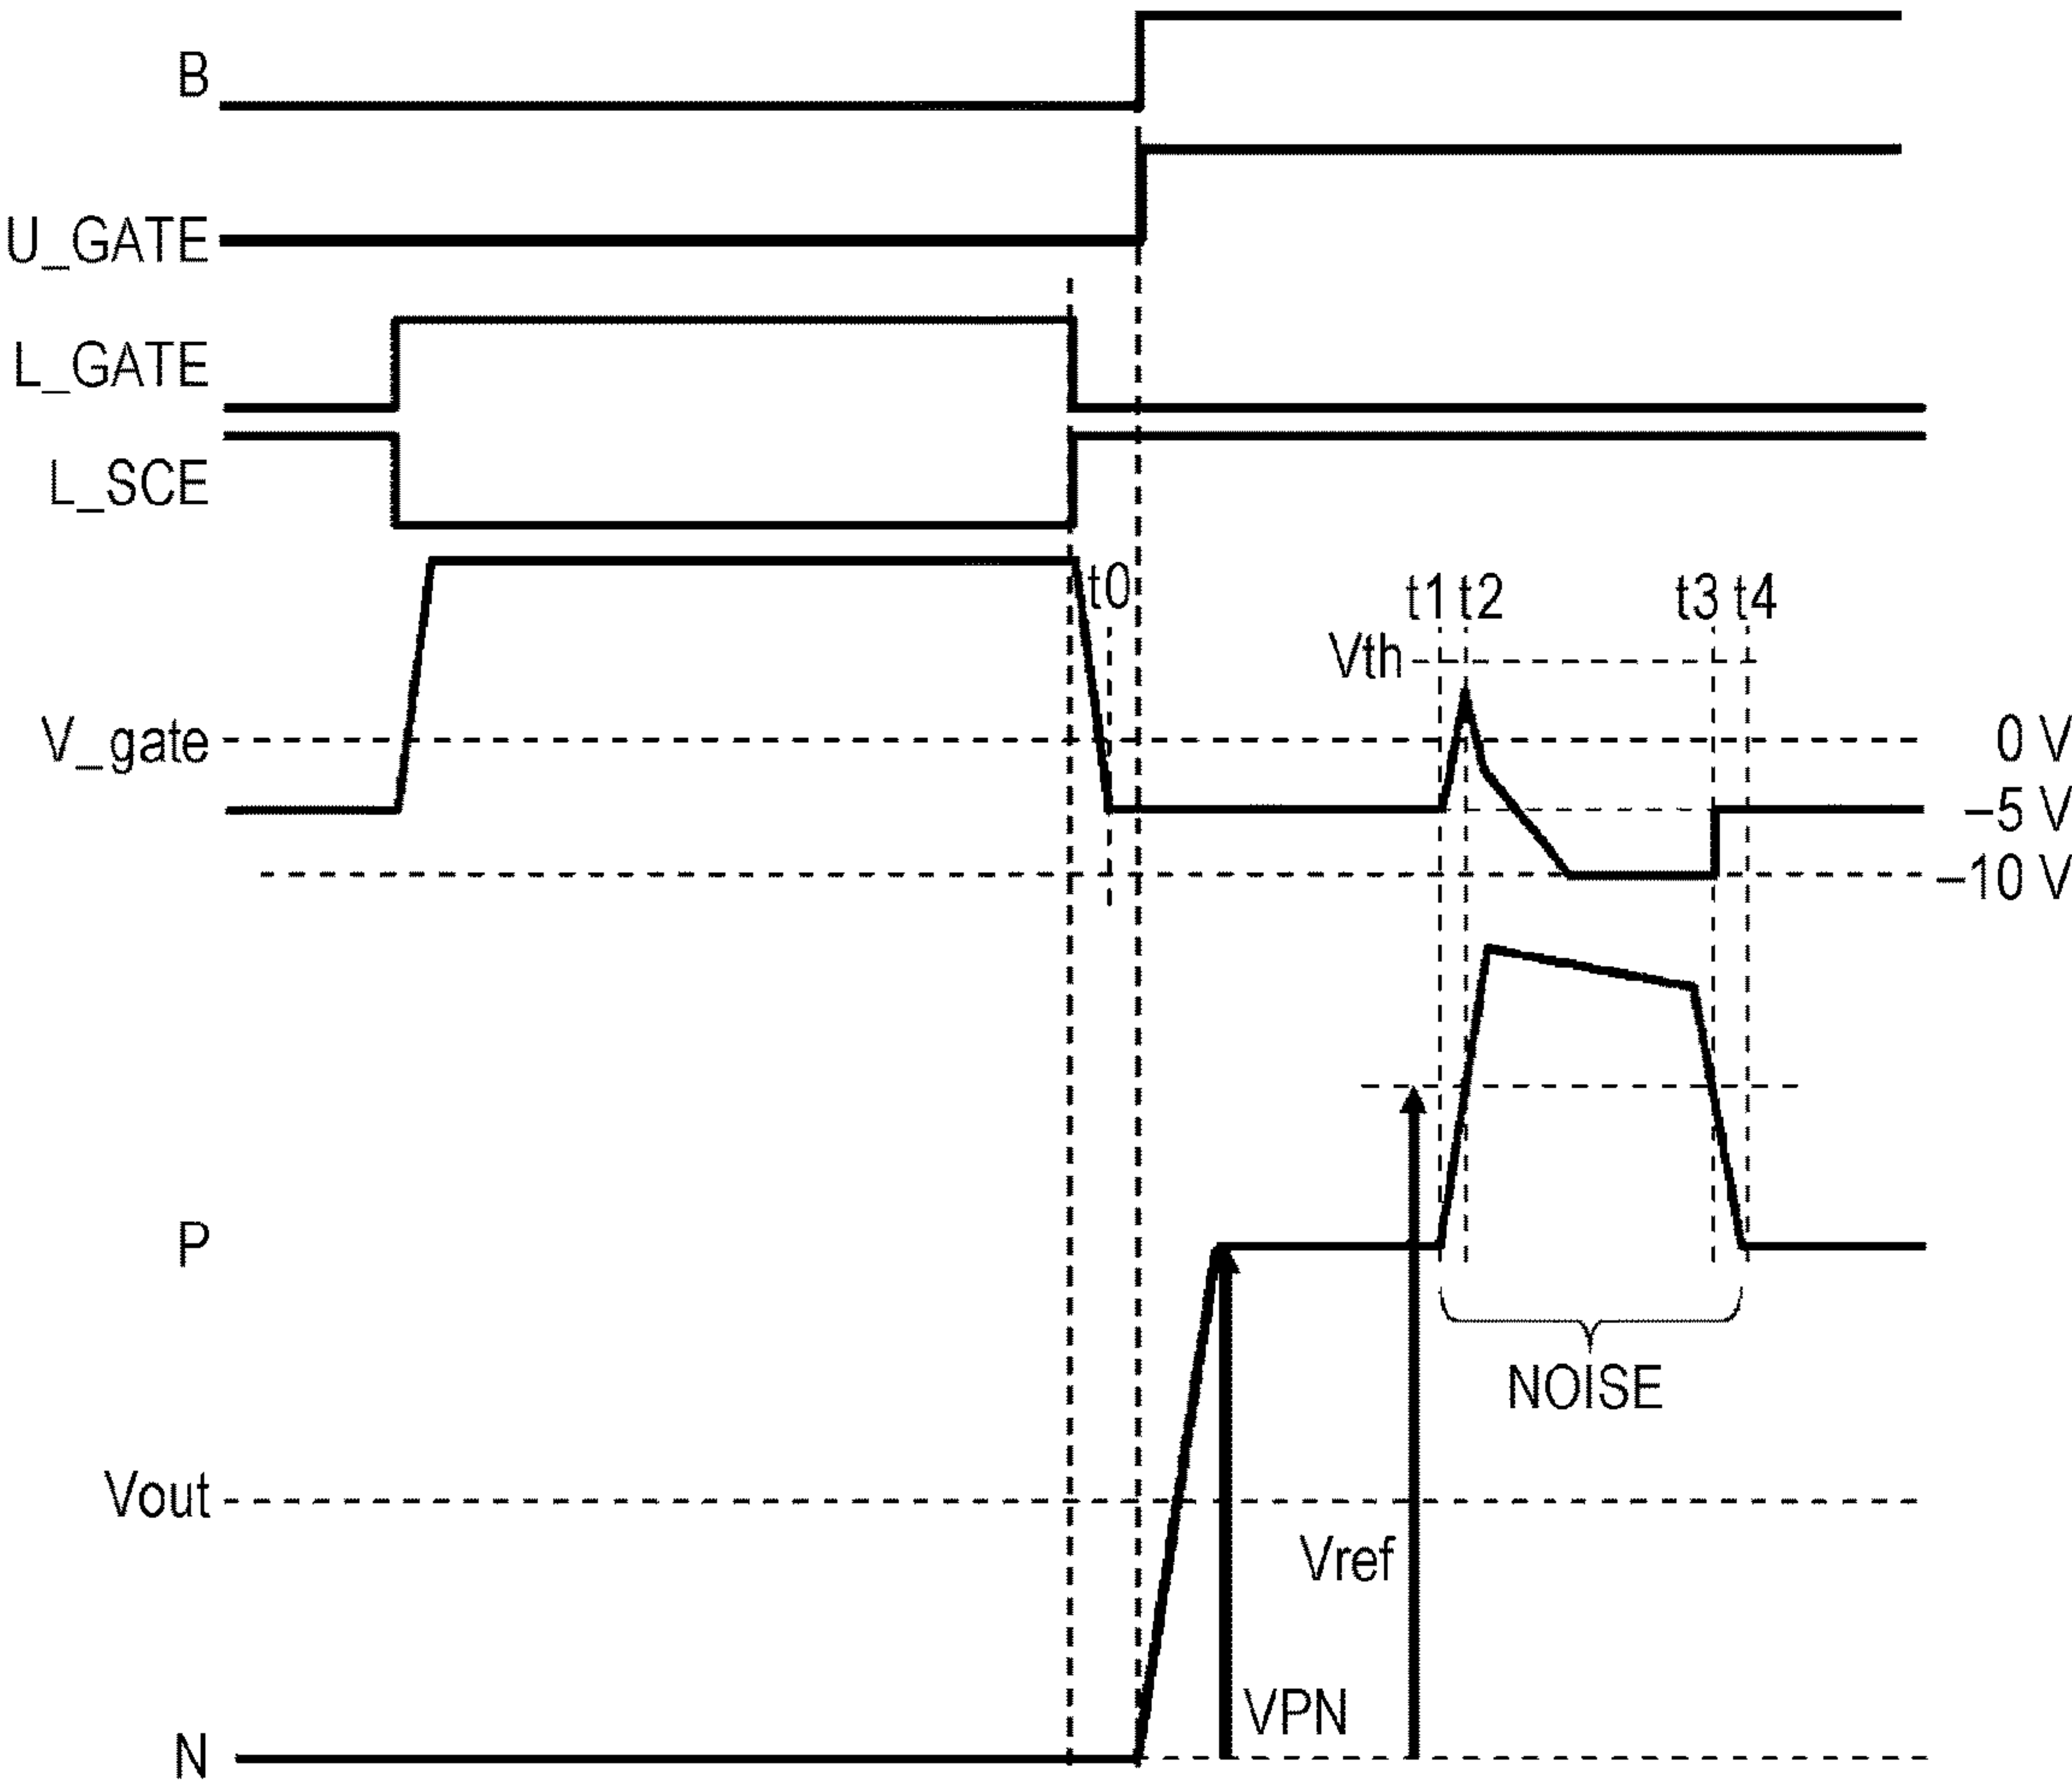 B
U_GATE
L_GATE
L_SCE
t0
t1 t2
t3 t4
Vth
V_gate
0 V
–5 V
–10 V
P
NOISE
Vout
Vref
VPN
N